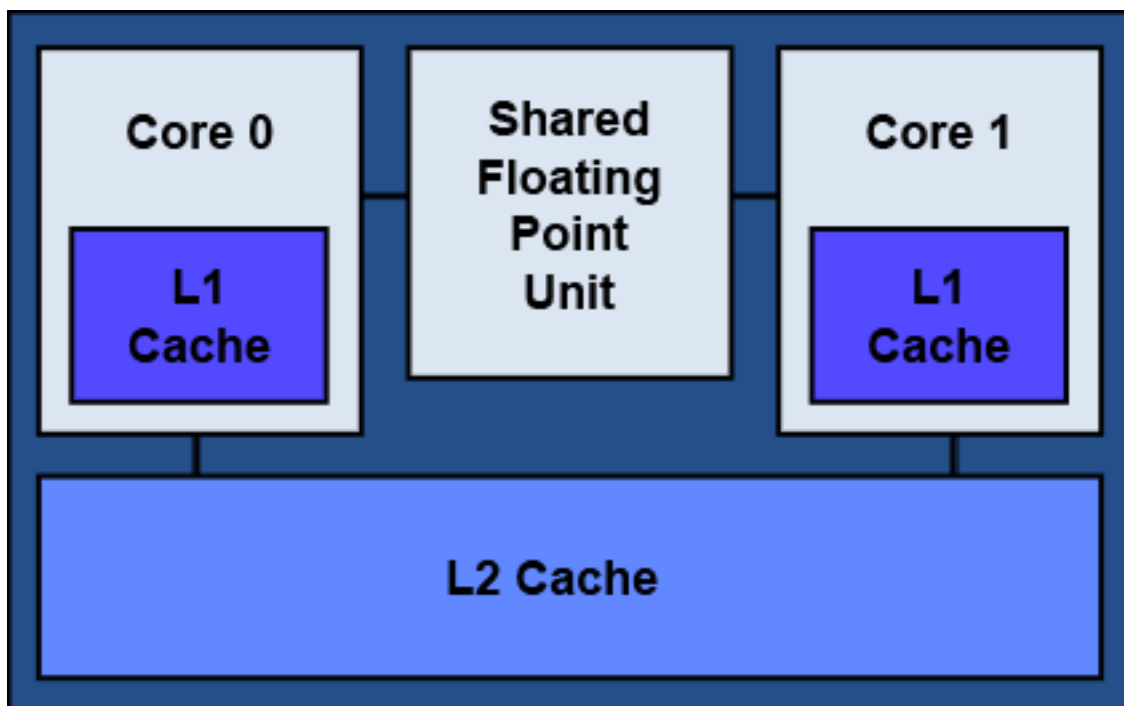 Core 0
L1
Cache
Shared
Floating
Point
Unit
Core 1
L1
Cache
L2 Cache